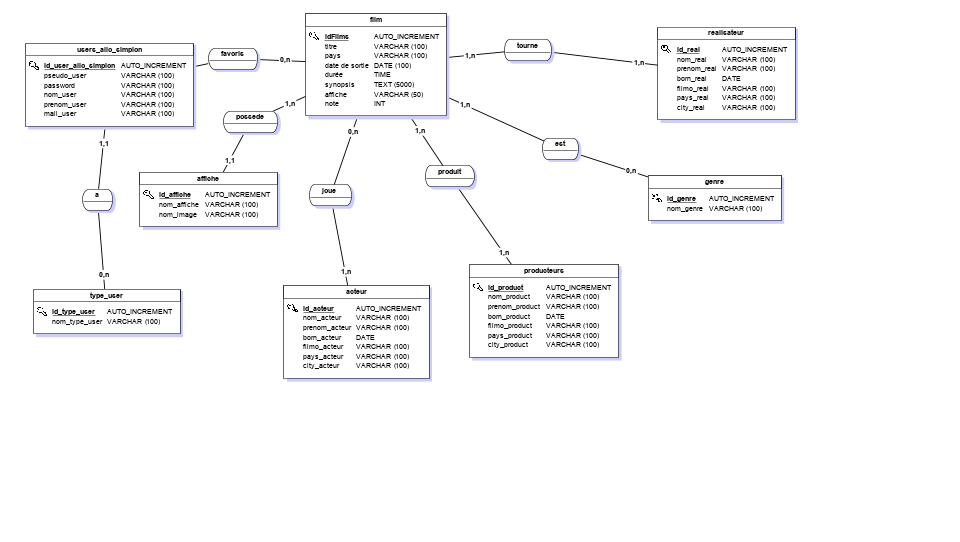 film
idFilms AUTO_INCREMENT
titre VARCHAR (100)
pays VARCHAR (100)
date de sortie DATE (100)
durée TIME
synopsis TEXT (5000)
affiche VARCHAR (50)
note INT
users_allo_simplon
id_user_allo_simplon AUTO_INCREMENT
pseudo_user VARCHAR (100)
password VARCHAR (100)
nom_user VARCHAR (100)
prenom_user VARCHAR (100)
mail_user VARCHAR (100)
favoris
0,n
tourne
1,n
1,n
realisateur
id_real AUTO_INCREMENT
nom_real VARCHAR (100)
prenom_real VARCHAR (100)
born_real DATE
filmo_real VARCHAR (100)
pays_real VARCHAR (100)
city_real VARCHAR (100)
possede
1,n
1,1
affiche
id_affiche AUTO_INCREMENT
nom_affiche VARCHAR (100)
nom_image VARCHAR (100)
1,1
a
0,n
type_user
id_type_user AUTO_INCREMENT
nom_type_user VARCHAR (100)
0,n
joue
1,n
acteur
id_acteur AUTO_INCREMENT
nom_acteur VARCHAR (100)
prenom_acteur VARCHAR (100)
born_acteur DATE
filmo_acteur VARCHAR (100)
pays_acteur VARCHAR (100)
city_acteur VARCHAR (100)
1,n
produit
1,n
producteurs
id_product AUTO_INCREMENT
nom_product VARCHAR (100)
prenom_product VARCHAR (100)
born_product DATE
filmo_product VARCHAR (100)
pays_product VARCHAR (100)
city_product VARCHAR (100)
1,n
est
0,n
genre
id_genre AUTO_INCREMENT
nom_genre VARCHAR (100)